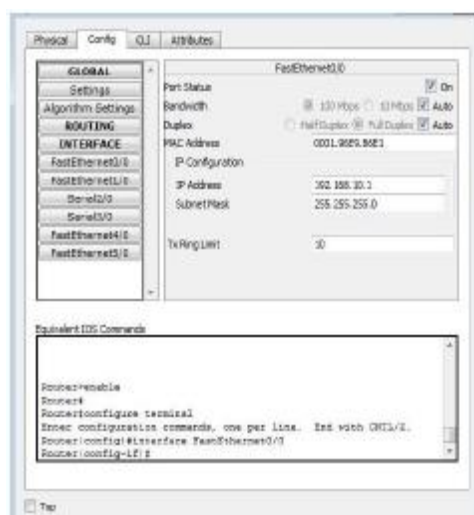 Physical Config CLI Attributes
GLOBAL
Settings
Algorithm Settings
ROUTING
INTERFACE
FastEthernet0/0
FastEthernet1/0
Serial2/0
Serial3/0
FastEthernet4/0
FastEthernet5/0
FastEthernet0/0
Port Status On
Bandwidth 100 Mbps 10 Mbps Auto
Duplex Half Duplex Full Duplex Auto
MAC Address 0001.96E9.B6E1
IP Configuration
IP Address 192.168.10.1
Subnet Mask 255.255.255.0
Tx Ring Limit 10
Equivalent IOS Commands
Router>enable
Router#
Router#configure terminal
Enter configuration commands, one per line. End with CNTL/Z.
Router(config)#interface FastEthernet0/0
Router(config-if)#
Top